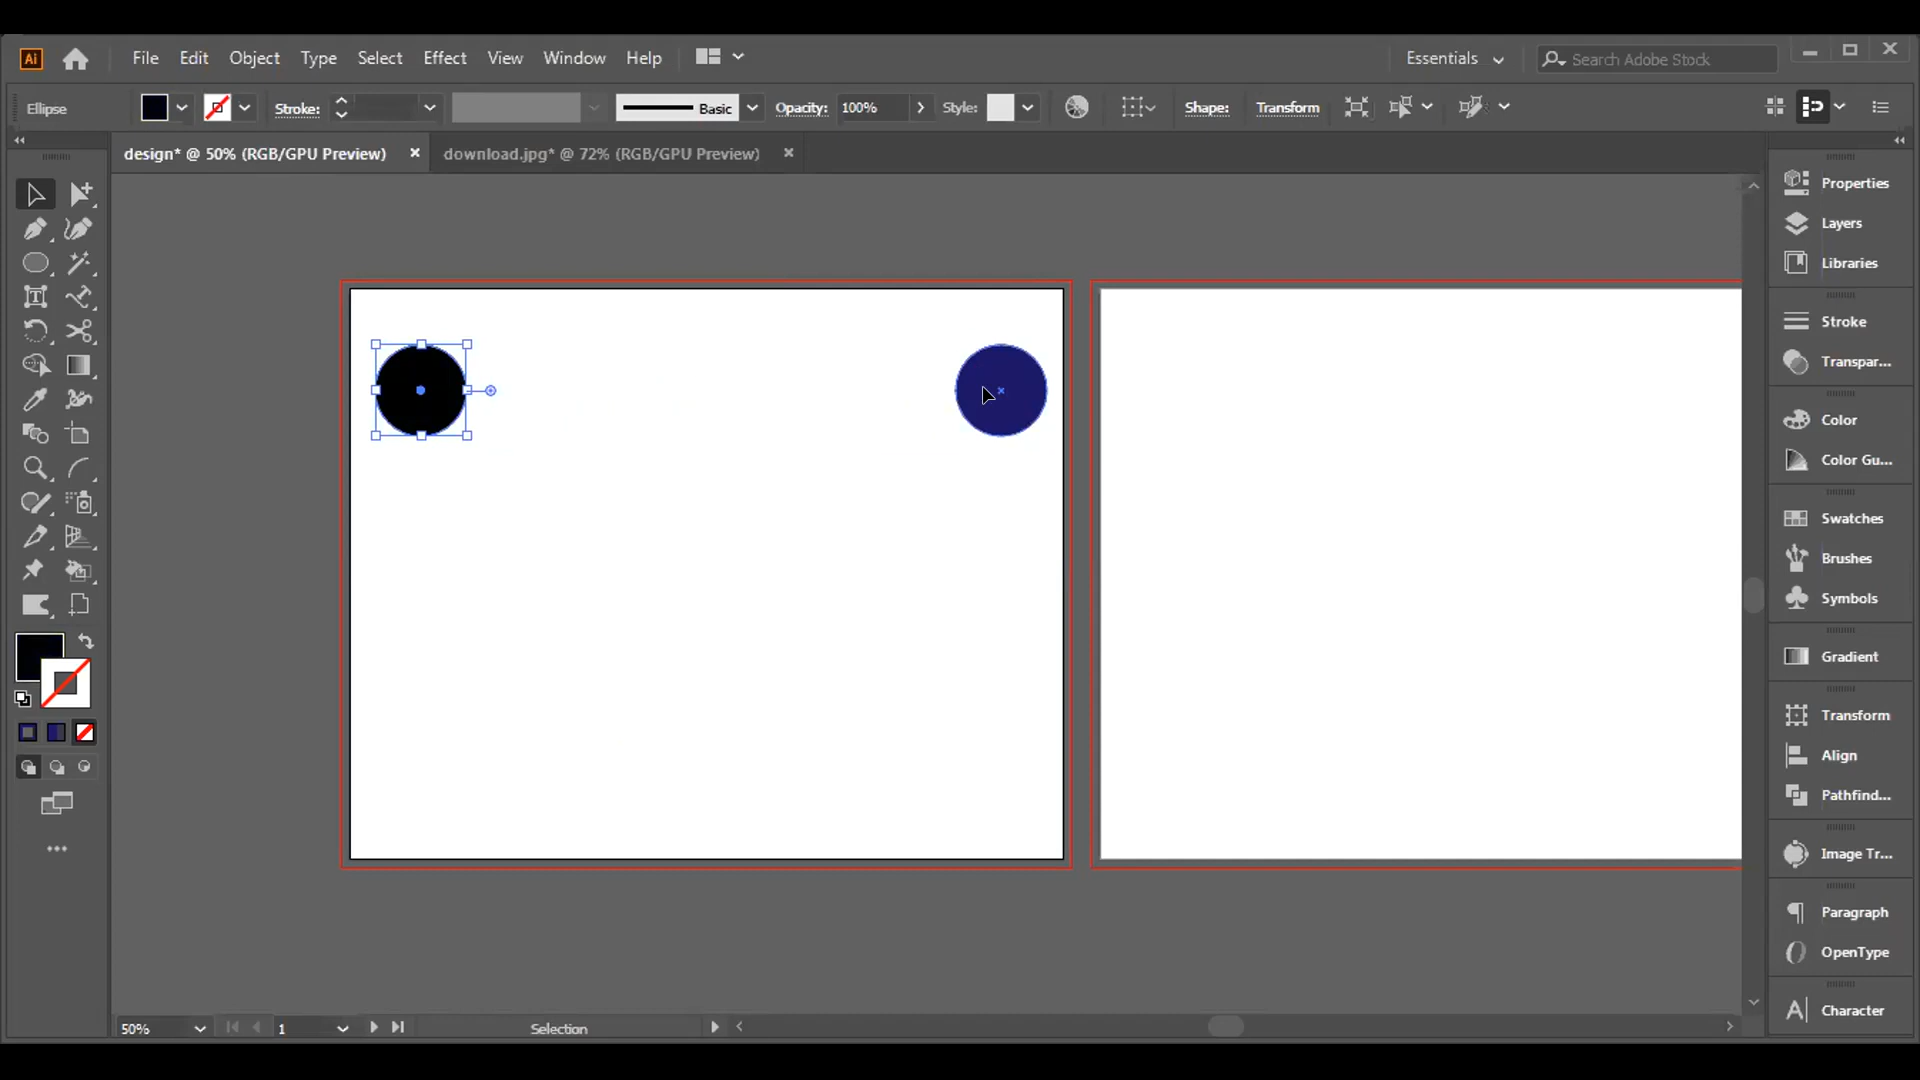 Ai File Edit Object Type Select Effect View Window Help Essentials Search Adobe Stock
Ellipse Stroke: Basic Opacity: 100% Style: Shape: Transform
design* @ 50% (RGB/GPU Preview) download.jpg* @ 72% (RGB/GPU Preview)
Properties
Layers
Libraries
Stroke
Transpar...
Color
Color Gu...
Swatches
Brushes
Symbols
Gradient
Transform
Align
Pathfind...
Image Tr...
Paragraph
OpenType
Character
50% 1 Selection